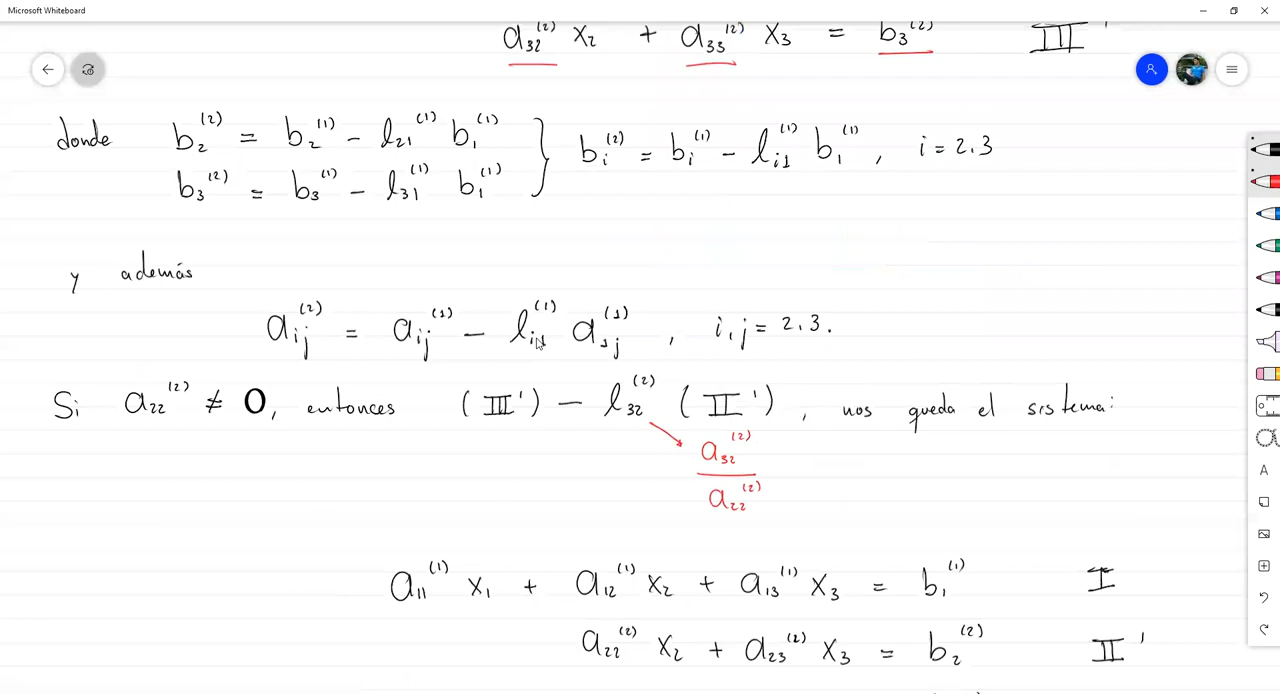 Microsoft Whiteboard
a₃₂⁽²⁾ x₂ + a₃₃⁽²⁾ x₃ = b₃⁽²⁾ III'
donde b₂⁽²⁾ = b₂⁽¹⁾ - l₂₁⁽¹⁾ b₁⁽¹⁾ } bᵢ⁽²⁾ = bᵢ⁽¹⁾ - lᵢ₁⁽¹⁾ b₁⁽¹⁾, i = 2,3
b₃⁽²⁾ = b₃⁽¹⁾ - l₃₁⁽¹⁾ b₁⁽¹⁾
y además
aᵢⱼ⁽²⁾ = aᵢⱼ⁽¹⁾ - lᵢ₁⁽¹⁾ a₁ⱼ⁽¹⁾, i,j = 2,3.
Si a₂₂⁽²⁾ ≠ 0, entonces (III') - l₃₂⁽²⁾ (II'), nos queda el sistema:
a₃₂⁽²⁾
a₂₂⁽²⁾
a₁₁⁽¹⁾ x₁ + a₁₂⁽¹⁾ x₂ + a₁₃⁽¹⁾ x₃ = b₁⁽¹⁾ I
a₂₂⁽²⁾ x₂ + a₂₃⁽²⁾ x₃ = b₂⁽²⁾ II'